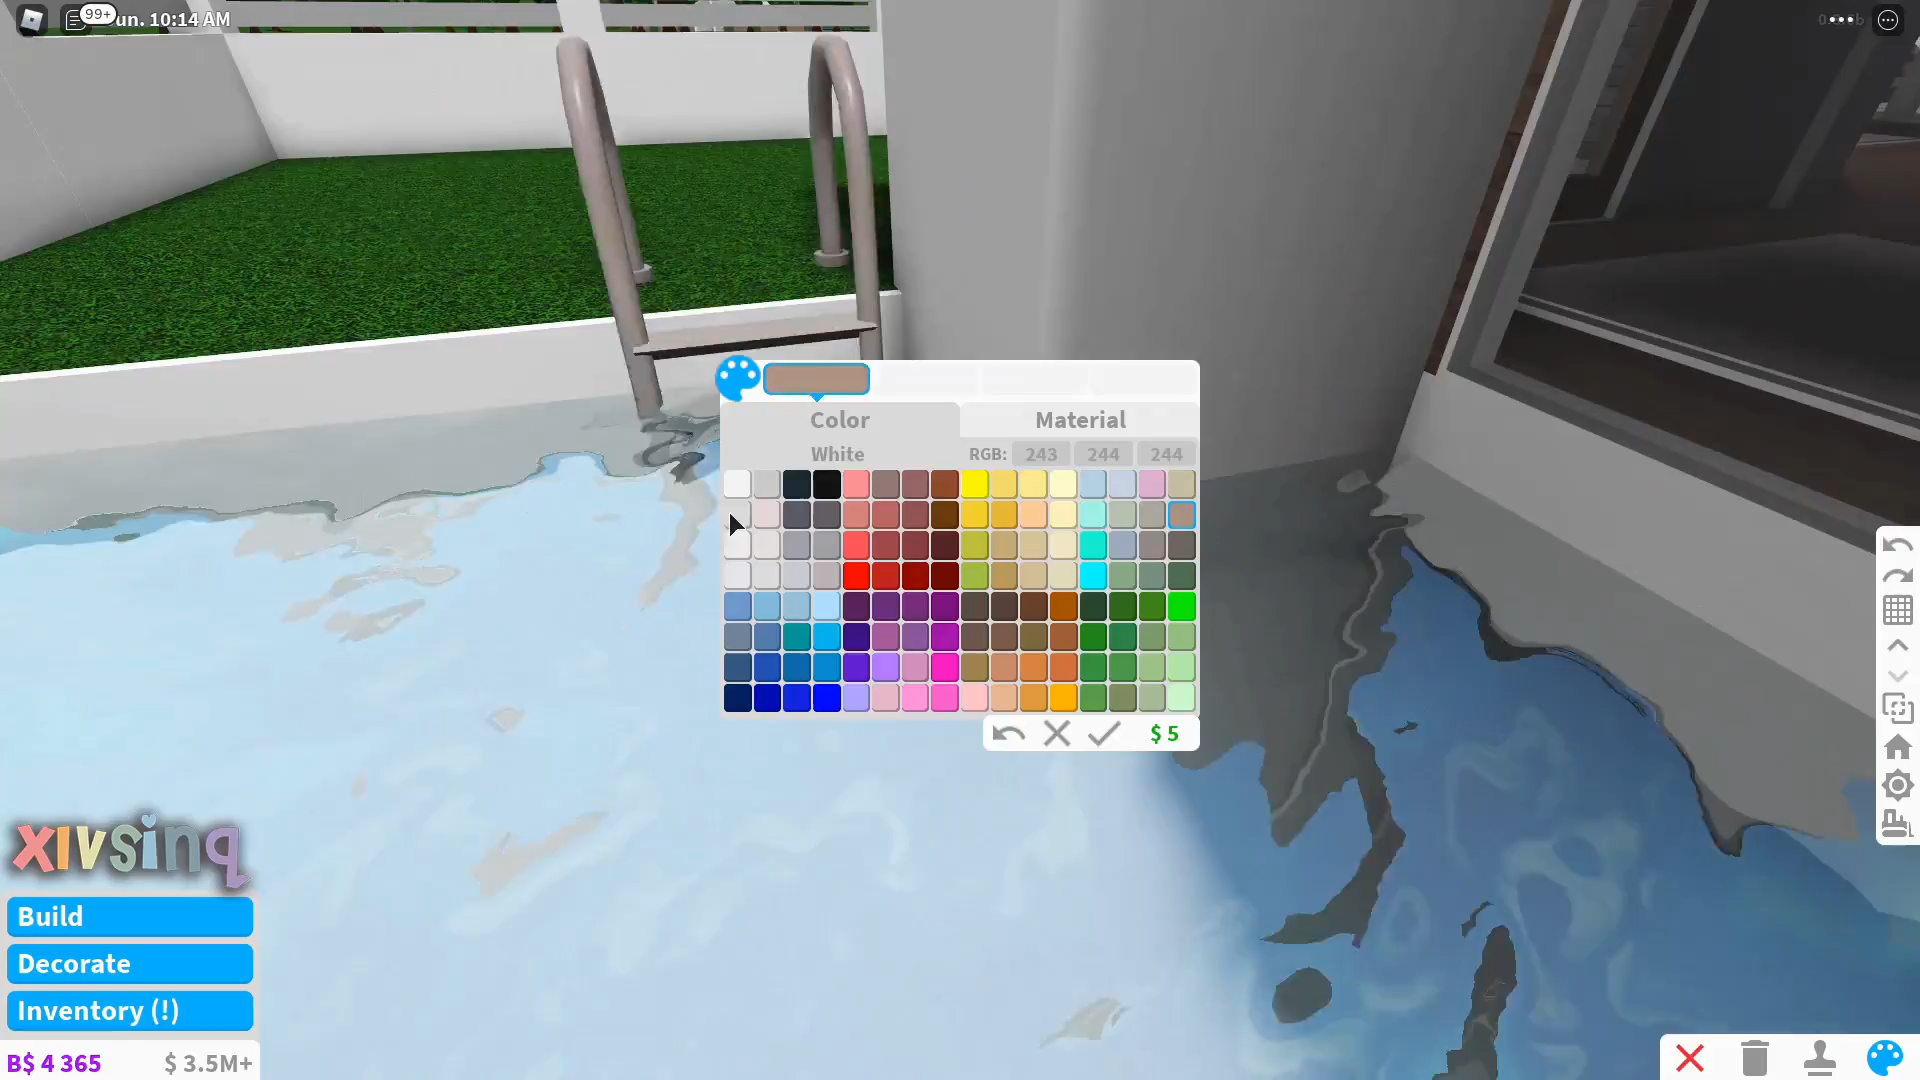 99+
un. 10:14 AM
Color
Material
White
RGB: 243 244 244
$ 5
xivsinq
Build
Decorate
Inventory (!)
B$ 4 365
$ 3.5M+